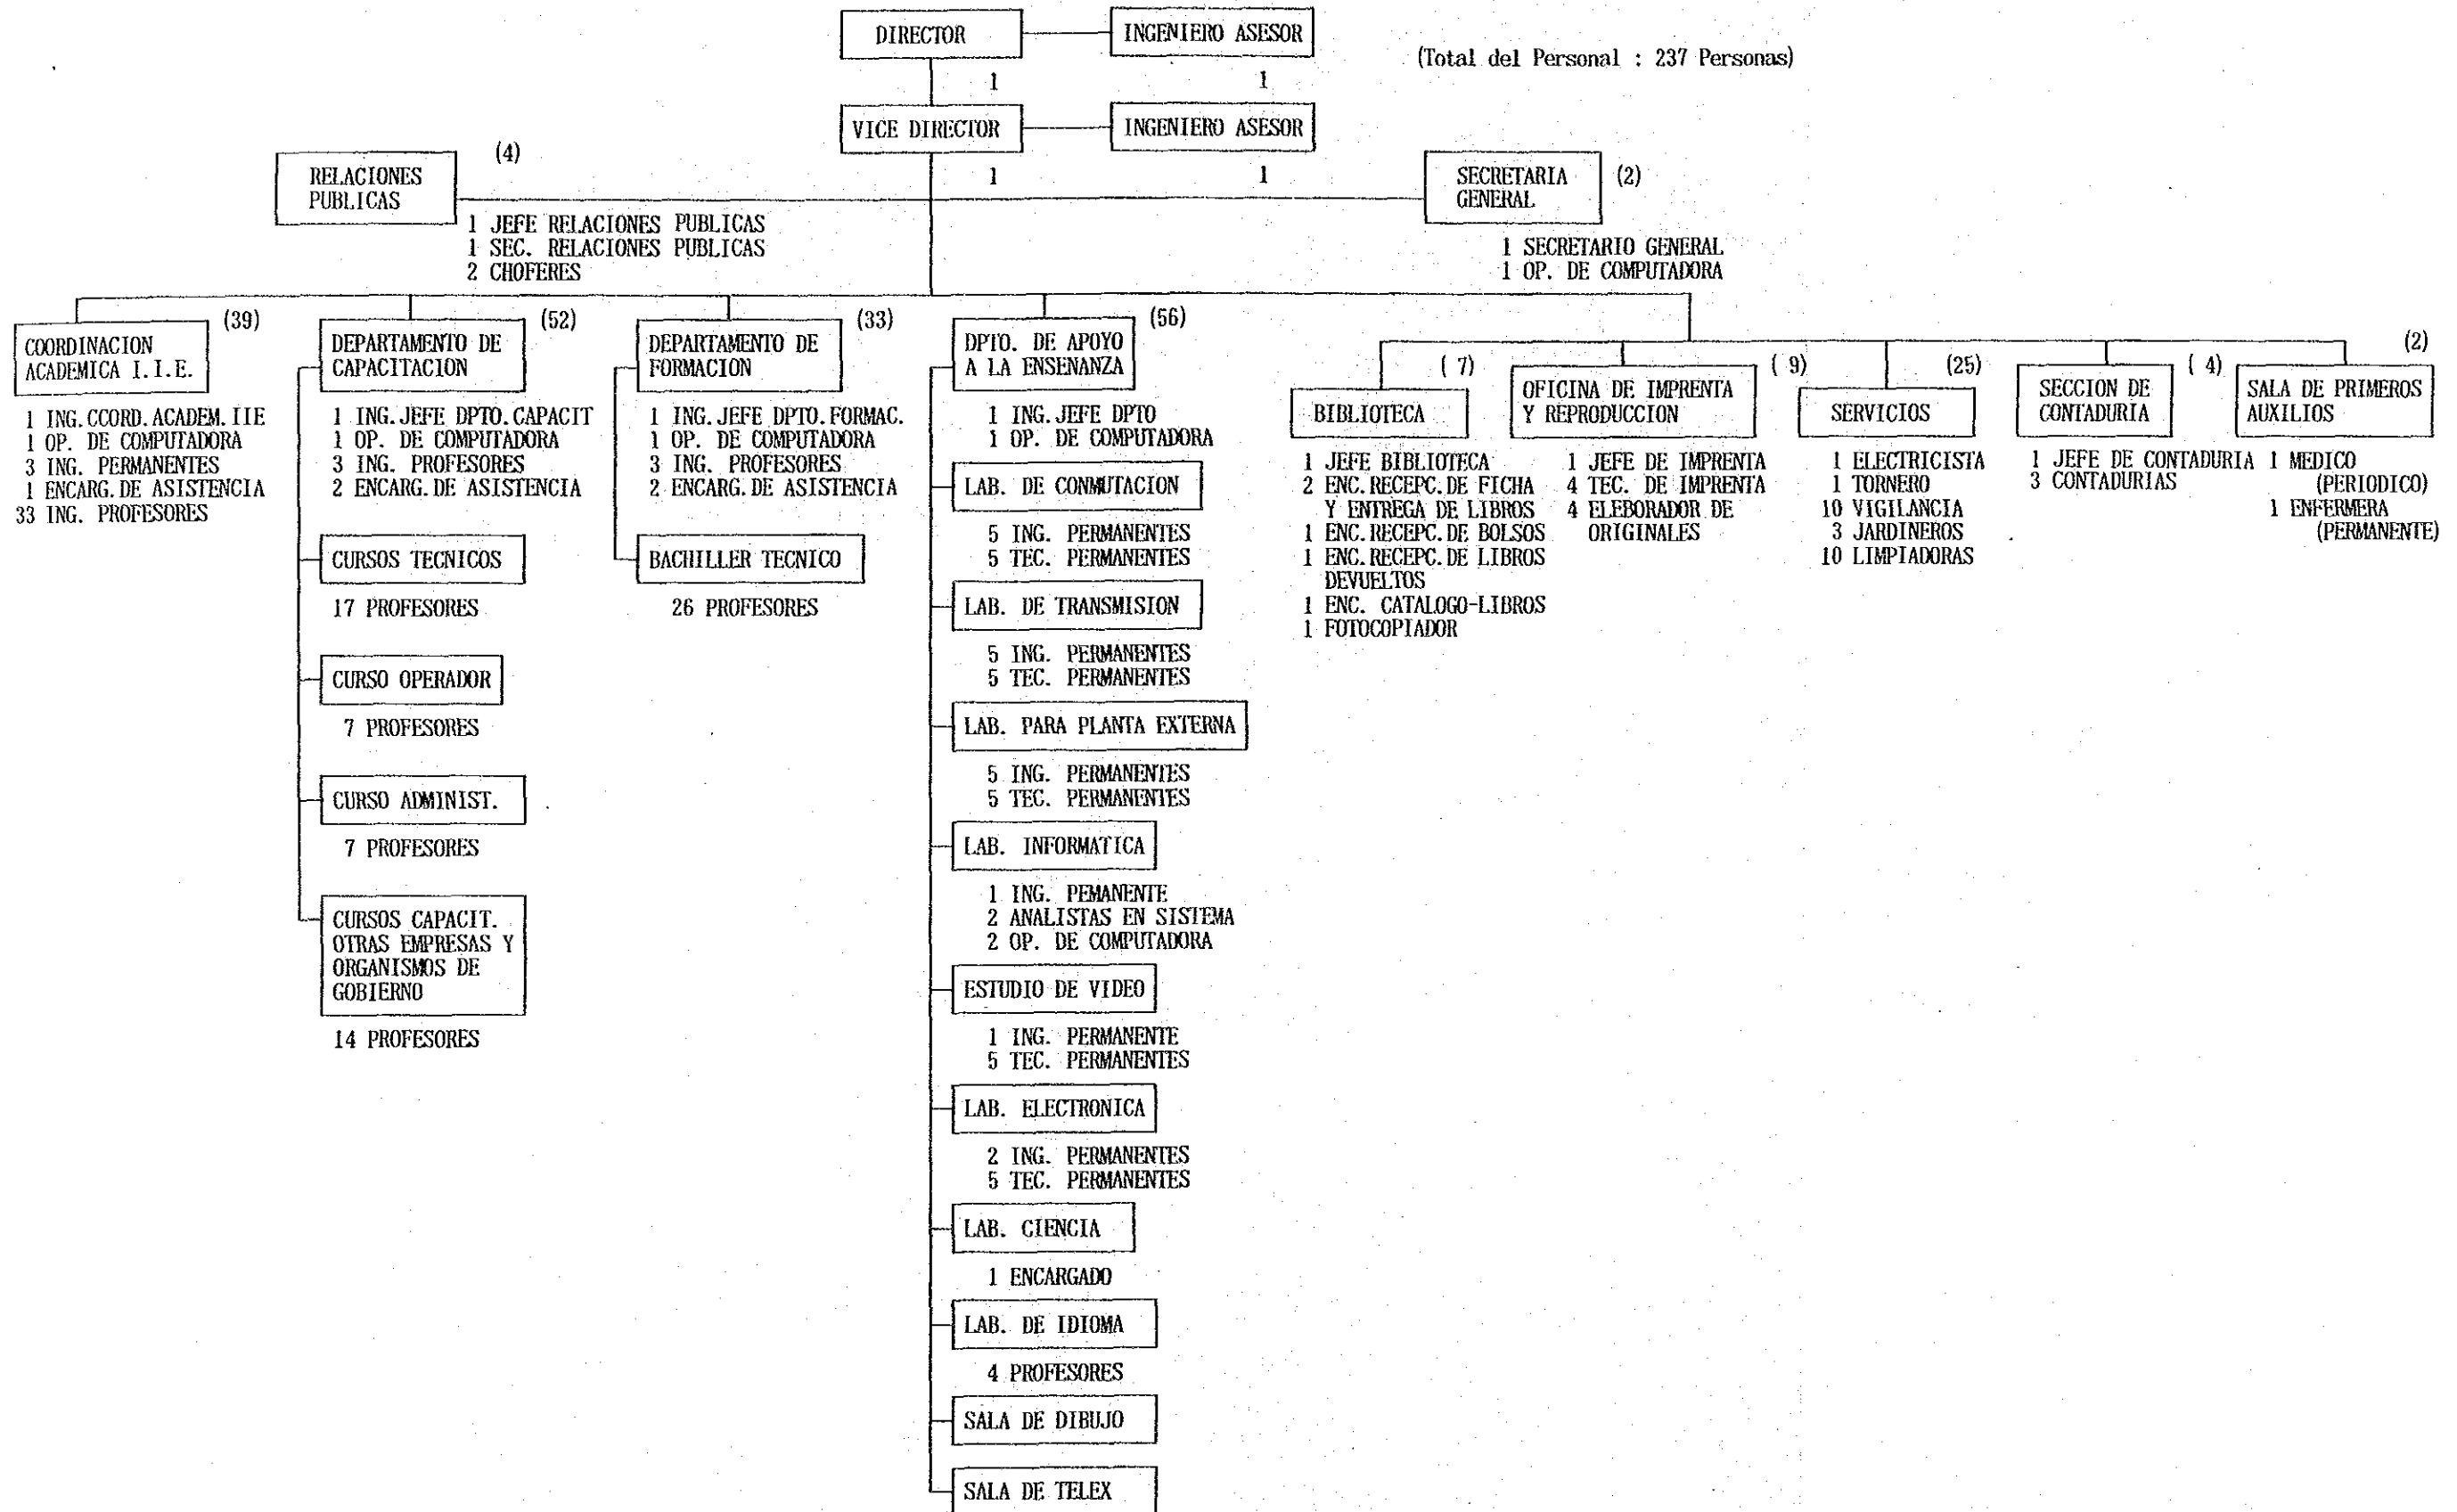 DIRECTOR
INGENIERO ASESOR
(Total del Personal : 237 Personas)
1
1
VICE DIRECTOR
INGENIERO ASESOR
1
1
RELACIONES
PUBLICAS
(4)
1 JEFE RELACIONES PUBLICAS
1 SEC. RELACIONES PUBLICAS
2 CHOFERES
SECRETARIA
GENERAL
(2)
1 SECRETARIO GENERAL
1 OP. DE COMPUTADORA
(39)
COORDINACION
ACADEMICA I.I.E.
1 ING.CCORD.ACADEM.IIE
1 OP. DE COMPUTADORA
3 ING. PERMANENTES
1 ENCARG.DE ASISTENCIA
33 ING. PROFESORES
(52)
DEPARTAMENTO DE
CAPACITACION
1 ING.JEFE DPTO.CAPACIT
1 OP. DE COMPUTADORA
3 ING. PROFESORES
2 ENCARG.DE ASISTENCIA
CURSOS TECNICOS
17 PROFESORES
CURSO OPERADOR
7 PROFESORES
CURSO ADMINIST.
7 PROFESORES
CURSOS CAPACIT.
OTRAS EMPRESAS Y
ORGANISMOS DE
GOBIERNO
14 PROFESORES
(33)
DEPARTAMENTO DE
FORMACION
1 ING.JEFE DPTO.FORMAC.
1 OP. DE COMPUTADORA
3 ING. PROFESORES
2 ENCARG.DE ASISTENCIA
BACHILLER TECNICO
26 PROFESORES
(56)
DPTO. DE APOYO
A LA ENSENANZA
1 ING.JEFE DPTO
1 OP. DE COMPUTADORA
LAB. DE CONMUTACION
5 ING. PERMANENTES
5 TEC. PERMANENTES
LAB. DE TRANSMISION
5 ING. PERMANENTES
5 TEC. PERMANENTES
LAB. PARA PLANTA EXTERNA
5 ING. PERMANENTES
5 TEC. PERMANENTES
LAB. INFORMATICA
1 ING. PEMANENTE
2 ANALISTAS EN SISTEMA
2 OP. DE COMPUTADORA
ESTUDIO DE VIDEO
1 ING. PERMANENTE
5 TEC. PERMANENTES
LAB. ELECTRONICA
2 ING. PERMANENTES
5 TEC. PERMANENTES
LAB. CIENCIA
1 ENCARGADO
LAB. DE IDIOMA
4 PROFESORES
SALA DE DIBUJO
SALA DE TELEX
( 7)
BIBLIOTECA
1 JEFE BIBLIOTECA
2 ENC.RECEPC.DE FICHA
Y ENTREGA DE LIBROS
1 ENC.RECEPC.DE BOLSOS
1 ENC.RECEPC.DE LIBROS
DEVUELTOS
1 ENC. CATALOGO-LIBROS
1 FOTOCOPIADOR
( 9)
OFICINA DE IMPRENTA
Y REPRODUCCION
1 JEFE DE IMPRENTA
4 TEC. DE IMPRENTA
4 ELEBORADOR DE
ORIGINALES
(25)
SERVICIOS
1 ELECTRICISTA
1 TORNERO
10 VIGILANCIA
3 JARDINEROS
10 LIMPIADORAS
( 4)
SECCION DE
CONTADURIA
1 JEFE DE CONTADURIA
3 CONTADURIAS
(2)
SALA DE PRIMEROS
AUXILIOS
1 MEDICO
(PERIODICO)
1 ENFERMERA
(PERMANENTE)